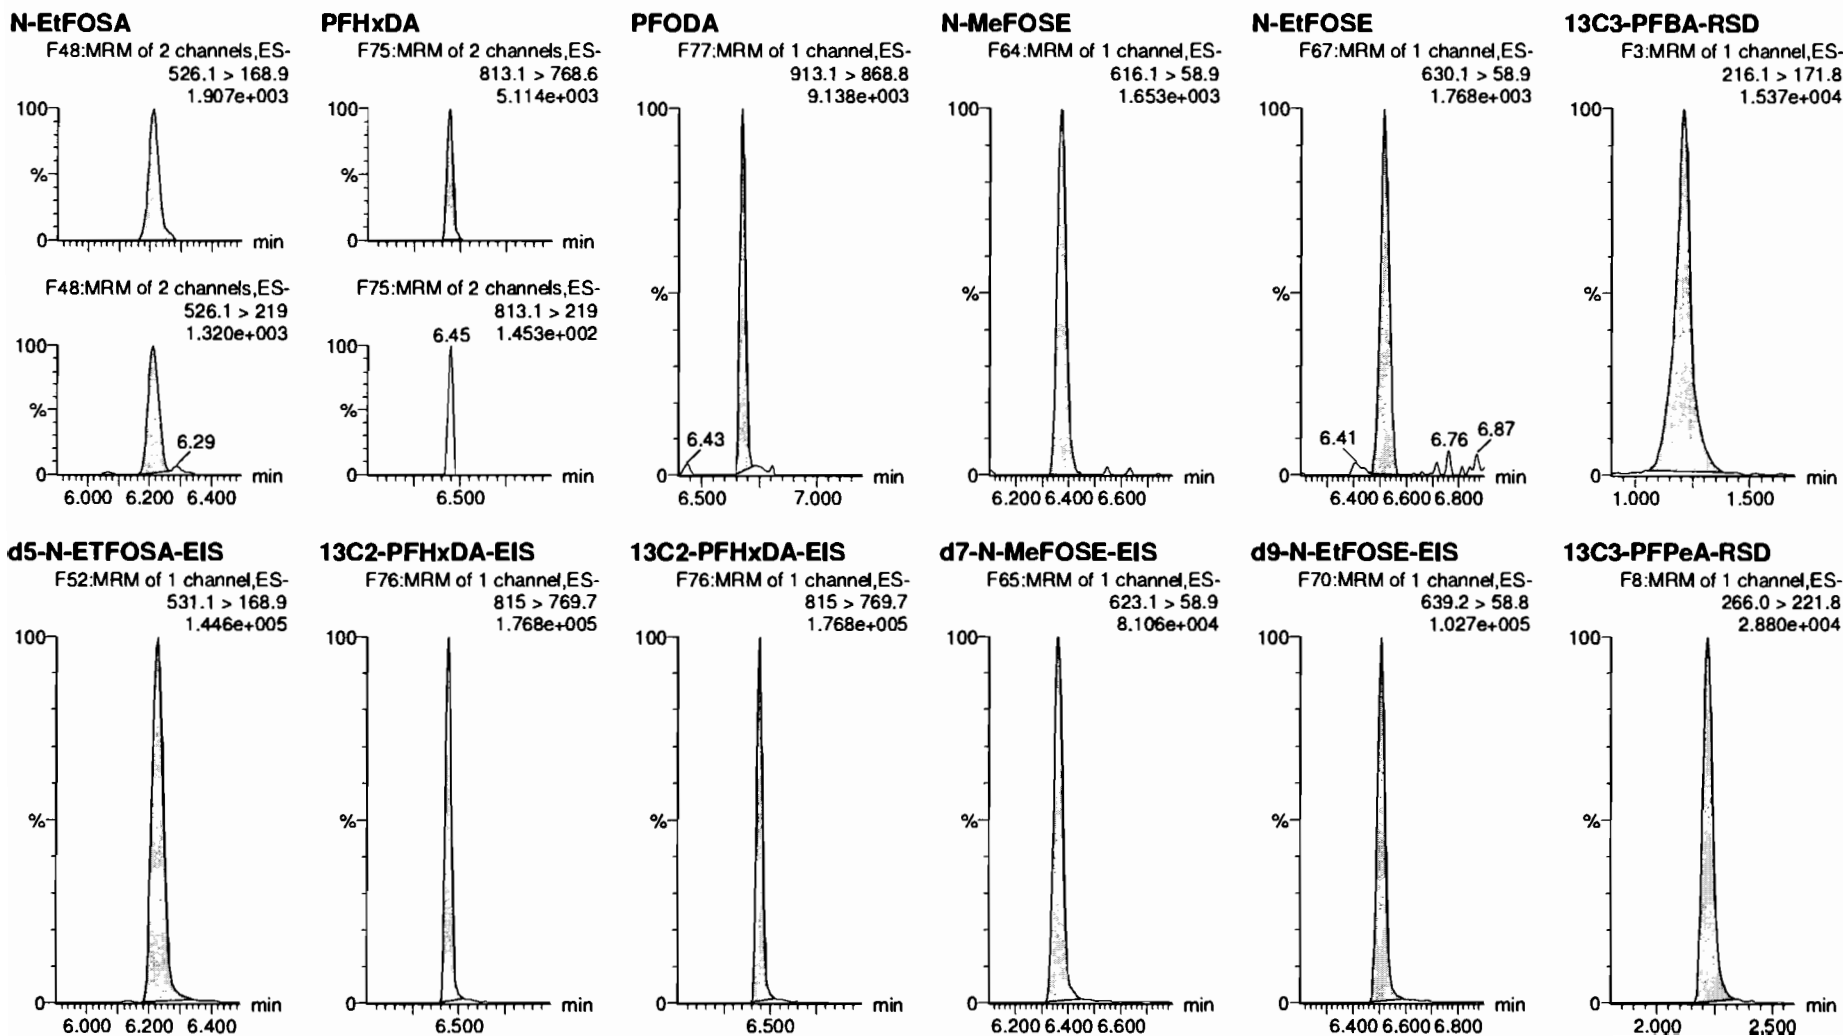 N-EtFOSA
F48:MRM of 2 channels,ES-
526.1 > 168.9
1.907e+003
100
%
0
min
F48:MRM of 2 channels,ES-
526.1 > 219
1.320e+003
100
%
6.29
0
min
6.000 6.200 6.400
PFHxDA
F75:MRM of 2 channels,ES-
813.1 > 768.6
5.114e+003
100
%
0
min
F75:MRM of 2 channels,ES-
813.1 > 219
6.45 1.453e+002
100
%
0
min
6.500
PFODA
F77:MRM of 1 channel,ES-
913.1 > 868.8
9.138e+003
100
%
6.43
0
min
6.500 7.000
N-MeFOSE
F64:MRM of 1 channel,ES-
616.1 > 58.9
1.653e+003
100
%
0
min
6.200 6.400 6.600
N-EtFOSE
F67:MRM of 1 channel,ES-
630.1 > 58.9
1.768e+003
100
%
6.41 6.76 6.87
0
min
6.400 6.600 6.800
13C3-PFBA-RSD
F3:MRM of 1 channel,ES-
216.1 > 171.8
1.537e+004
100
%
0
min
1.000 1.500
d5-N-ETFOSA-EIS
F52:MRM of 1 channel,ES-
531.1 > 168.9
1.446e+005
100
%
0
min
6.000 6.200 6.400
13C2-PFHxDA-EIS
F76:MRM of 1 channel,ES-
815 > 769.7
1.768e+005
100
%
0
min
6.500
13C2-PFHxDA-EIS
F76:MRM of 1 channel,ES-
815 > 769.7
1.768e+005
100
%
0
min
6.500
d7-N-MeFOSE-EIS
F65:MRM of 1 channel,ES-
623.1 > 58.9
8.106e+004
100
%
0
min
6.200 6.400 6.600
d9-N-EtFOSE-EIS
F70:MRM of 1 channel,ES-
639.2 > 58.8
1.027e+005
100
%
0
min
6.400 6.600 6.800
13C3-PFPeA-RSD
F8:MRM of 1 channel,ES-
266.0 > 221.8
2.880e+004
100
%
0
min
2.000 2.500